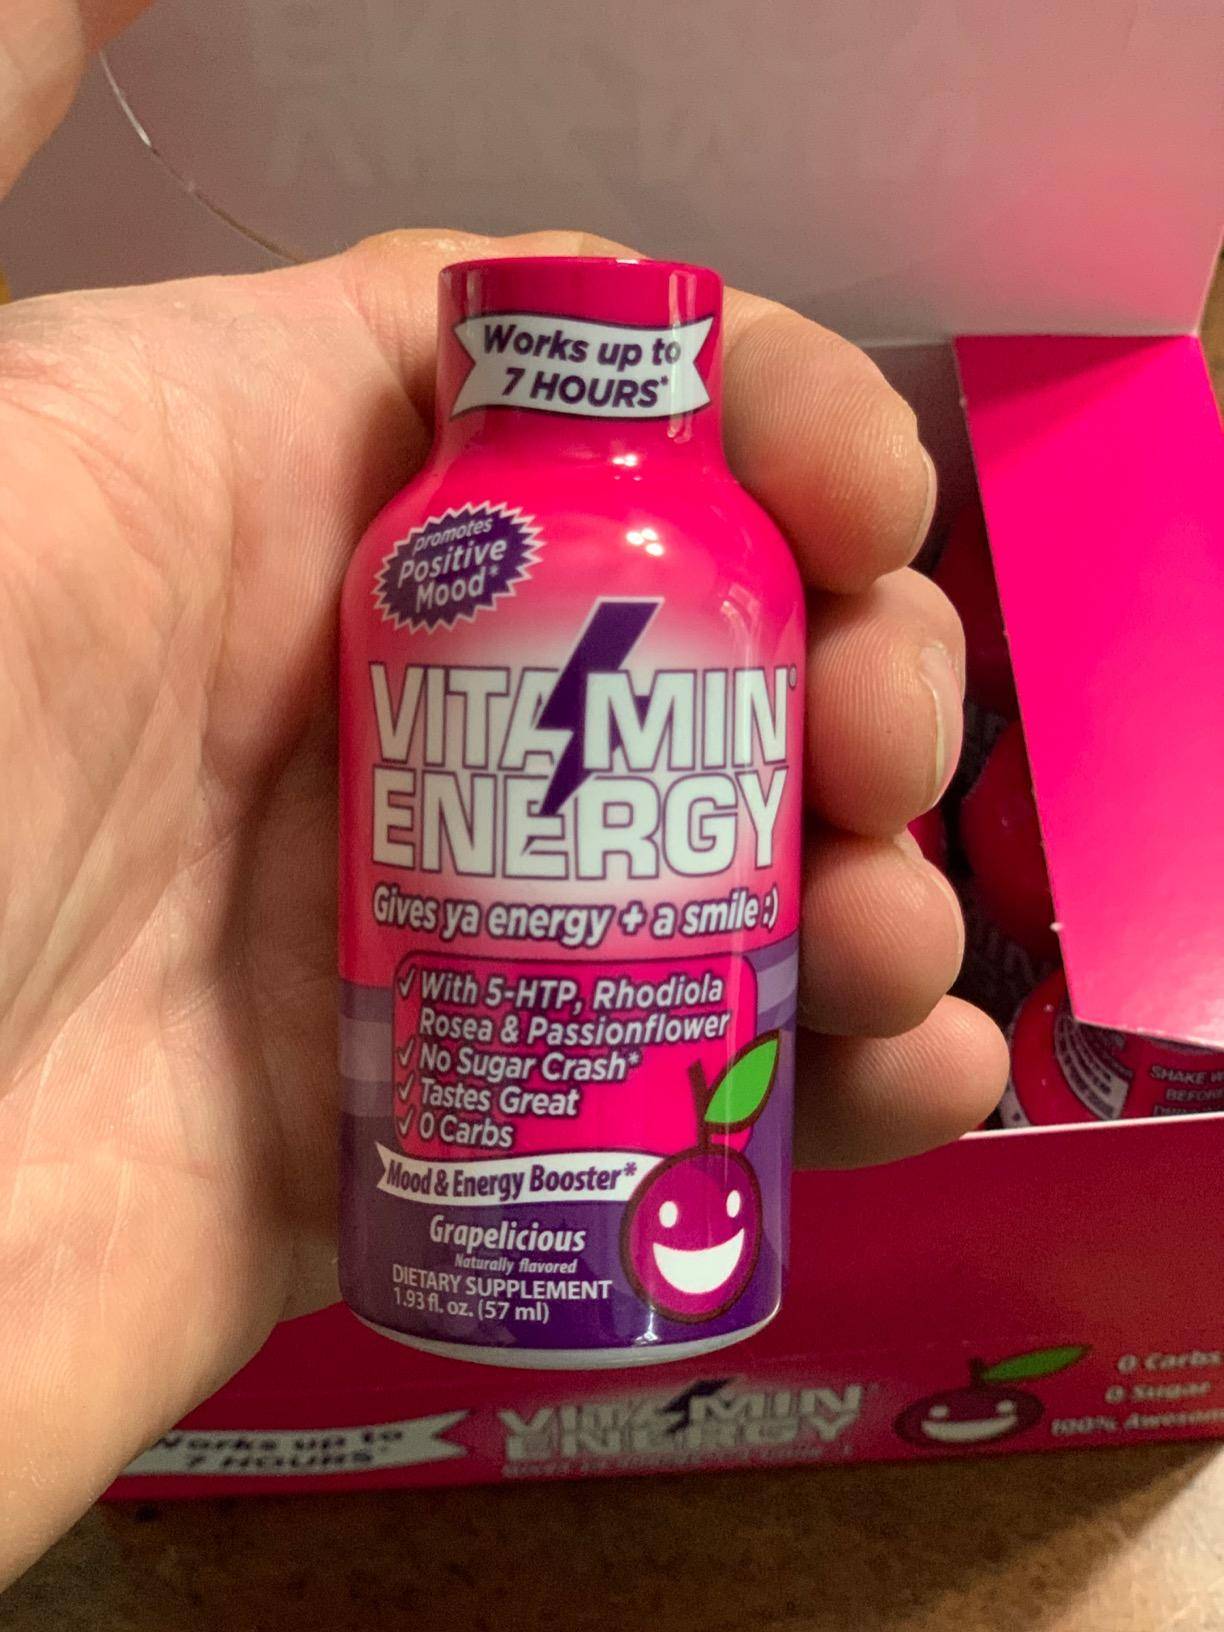 Works up to
7 HOURS*
promotes
Positive
Mood*
VITAMIN®
ENERGY
Gives ya energy + a smile :)
✓ With 5-HTP, Rhodiola
Rosea & Passionflower
✓ No Sugar Crash*
✓ Tastes Great
✓ 0 Carbs
Mood & Energy Booster*
Grapelicious
Naturally flavored
DIETARY SUPPLEMENT
1.93 fl. oz. (57 ml)
SHAKE
Works up to
7 HOURS*
VITAMIN
ENERGY
0 Carbs
0 Sugar
100%